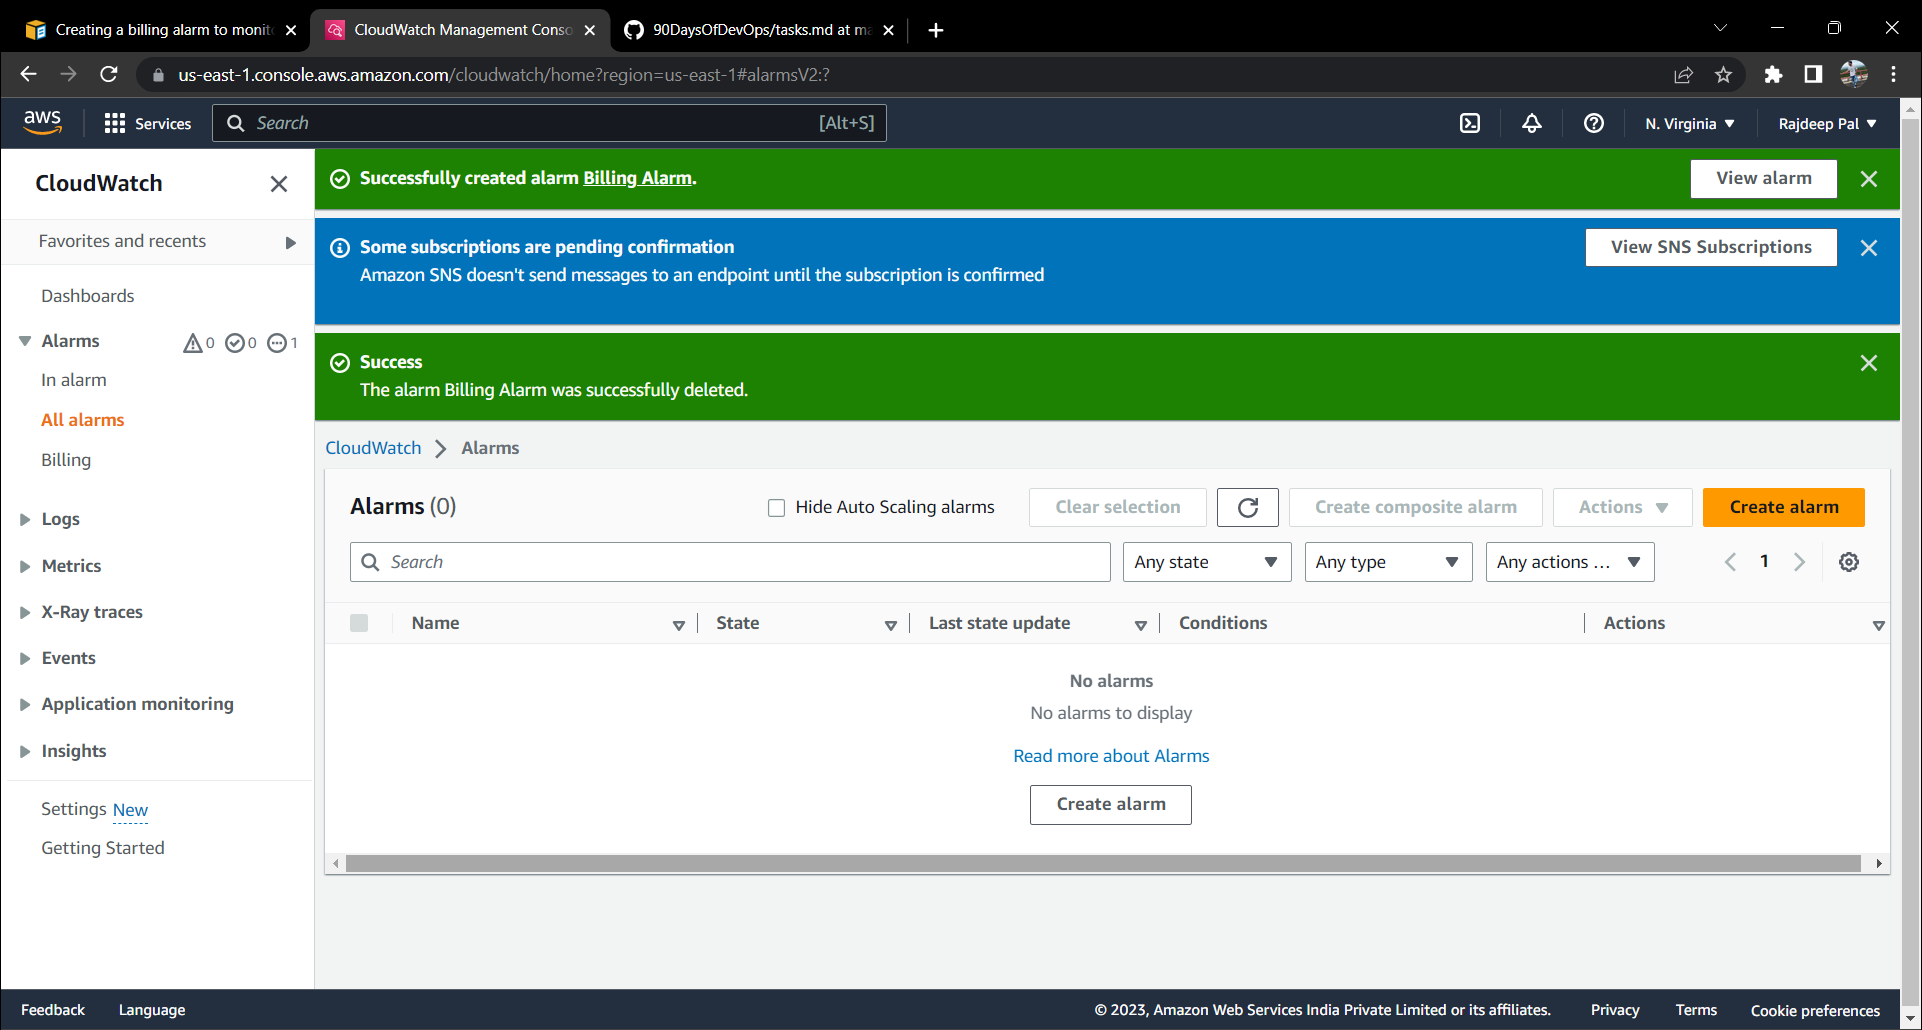 Creating a billing alarm to monito
CloudWatch Management Conso
90DaysOfDevOps/tasks.md at ma
us-east-1.console.aws.amazon.com/cloudwatch/home?region=us-east-1#alarmsV2:?
aws
Services
Search
[Alt+S]
N. Virginia
Rajdeep Pal
CloudWatch
Favorites and recents
Dashboards
Alarms
0
0
1
In alarm
All alarms
Billing
Logs
Metrics
X-Ray traces
Events
Application monitoring
Insights
Settings New
Getting Started
Successfully created alarm Billing Alarm.
View alarm
Some subscriptions are pending confirmation
Amazon SNS doesn't send messages to an endpoint until the subscription is confirmed
View SNS Subscriptions
Success
The alarm Billing Alarm was successfully deleted.
CloudWatch
Alarms
Alarms (0)
Hide Auto Scaling alarms
Clear selection
Create composite alarm
Actions
Create alarm
Search
Any state
Any type
Any actions ...
1
Name
State
Last state update
Conditions
Actions
No alarms
No alarms to display
Read more about Alarms
Create alarm
Feedback
Language
© 2023, Amazon Web Services India Private Limited or its affiliates.
Privacy
Terms
Cookie preferences